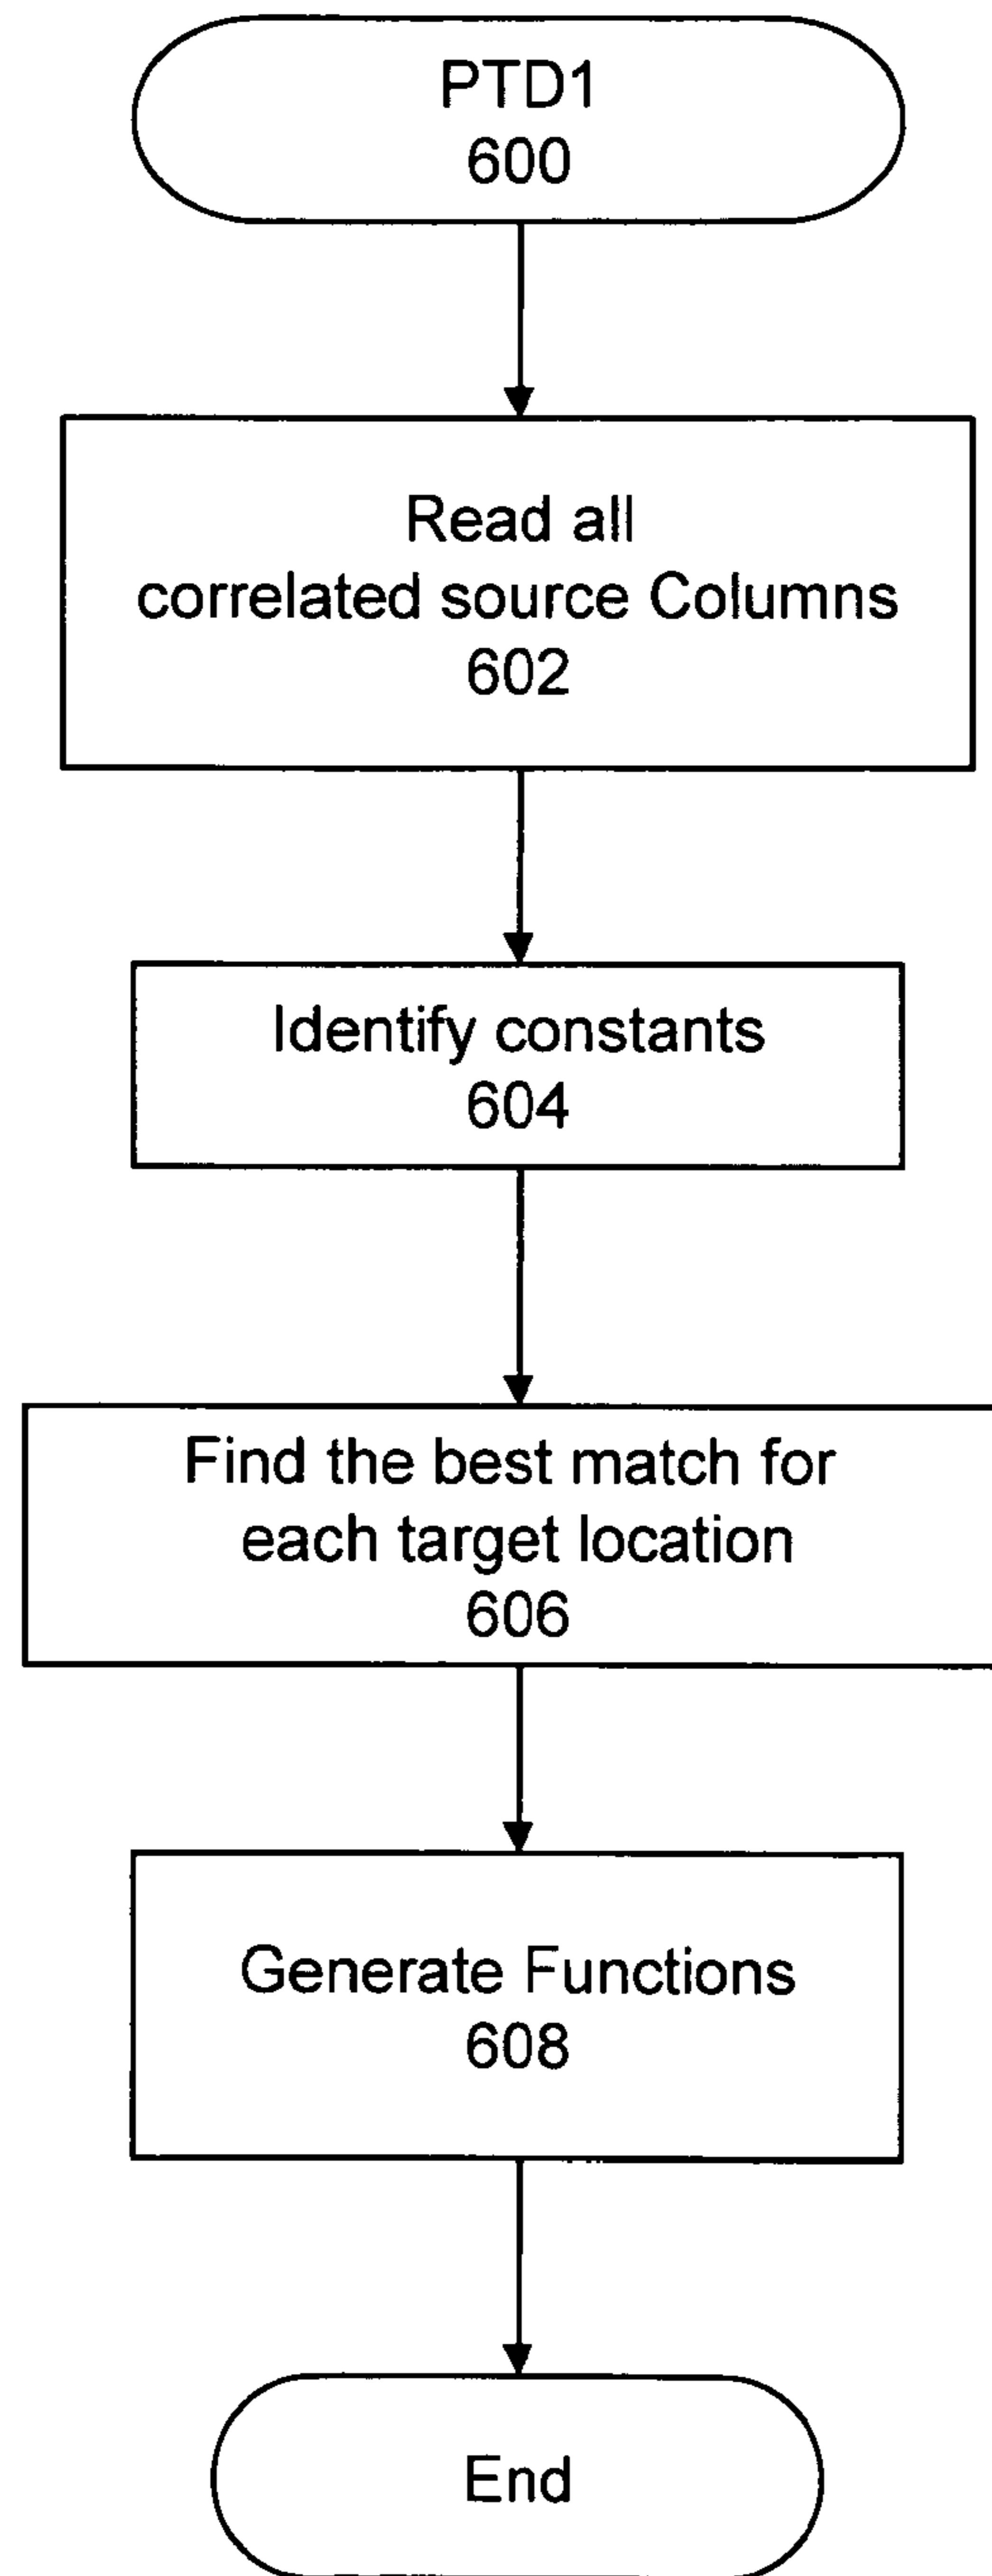 PTD1
600
Read all
correlated source Columns
602
Identify constants
604
Find the best match for
each target location
606
Generate Functions
608
End